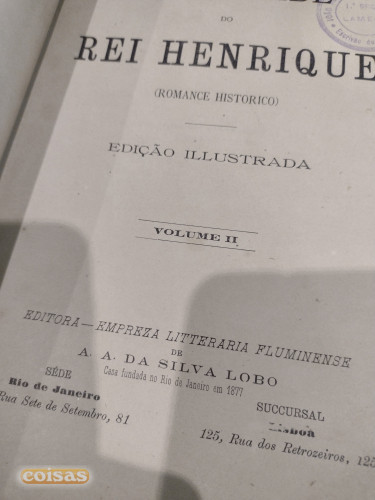 DO
REI HENRIQUE
(ROMANCE HISTORICO)
EDIÇÃO ILLUSTRADA
VOLUME II
EDITORA—EMPREZA LITTERARIA FLUMINENSE
DE
A. A. DA SILVA LOBO
Casa fundada no Rio de Janeiro em 1877
SÉDE
Rio de Janeiro
Rua Sete de Setembro, 81
SUCCURSAL
Lisboa
125, Rua dos Retrozeiros, 125
coisas